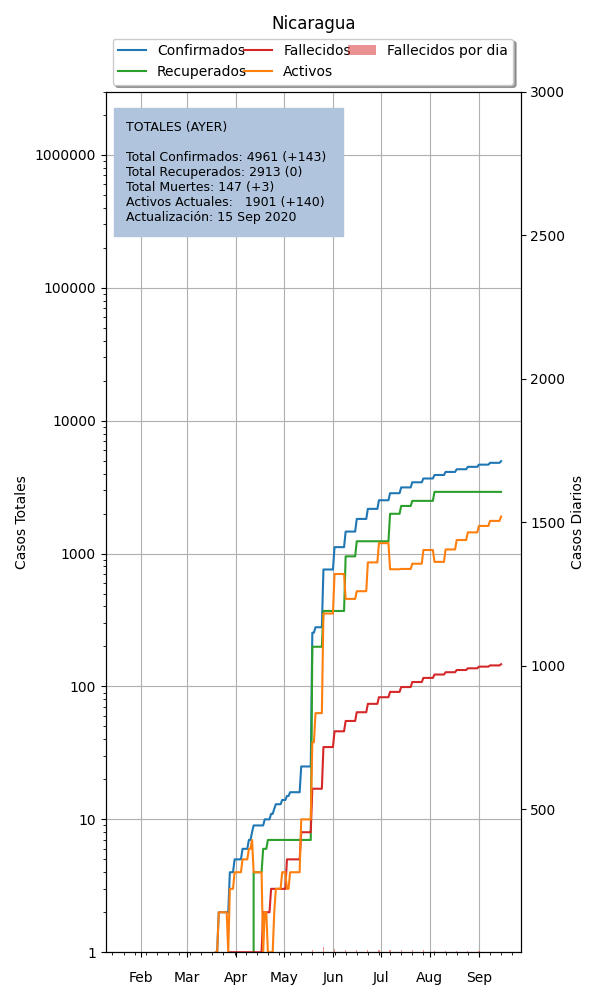 Nicaragua
Confirmados Fallecidos Fallecidos por dia
Recuperados Activos
TOTALES (AYER)
Total Confirmados: 4961 (+143)
Total Recuperados: 2913 (0)
Total Muertes: 147 (+3)
Activos Actuales:   1901 (+140)
Actualización: 15 Sep 2020
Casos Totales
1000000
100000
10000
1000
100
10
1
3000
2500
2000
1500
1000
500
Casos Diarios
Feb Mar Apr May Jun Jul Aug Sep